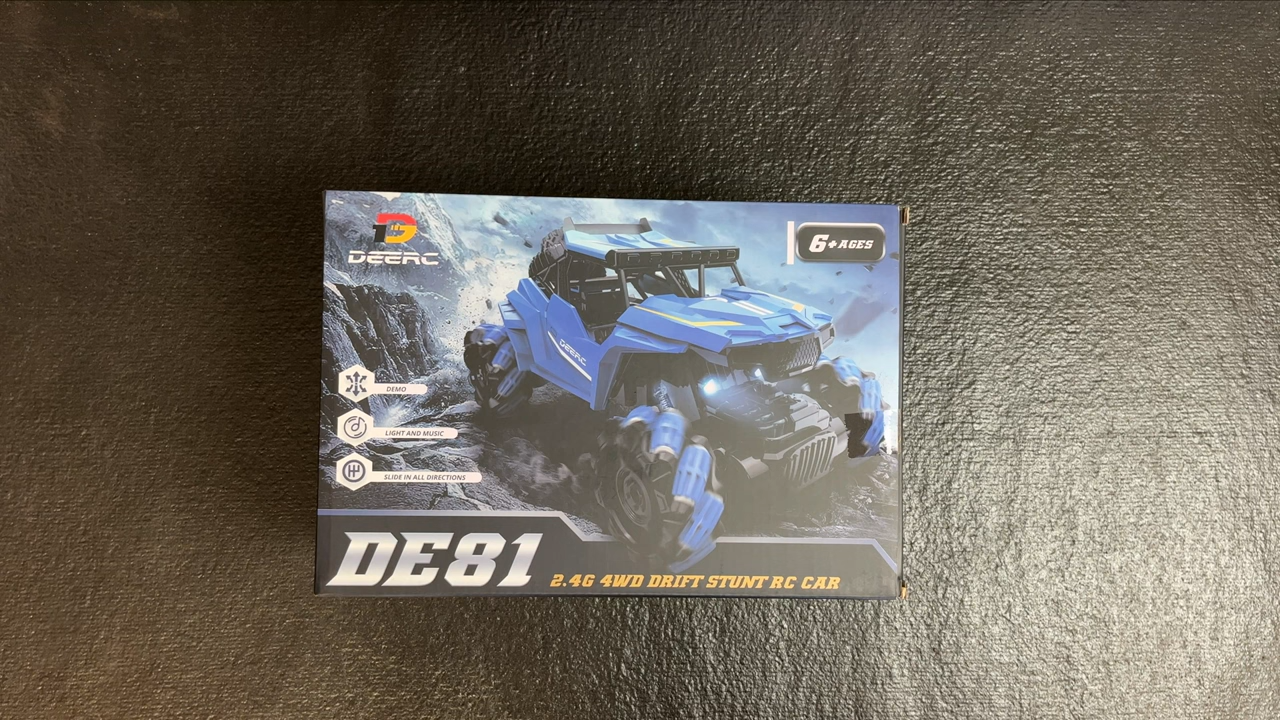 DEERC
6+ AGES
DEERC
DEMO
LIGHT AND MUSIC
SLIDE IN ALL DIRECTIONS
DE81
2.4G 4WD DRIFT STUNT RC CAR